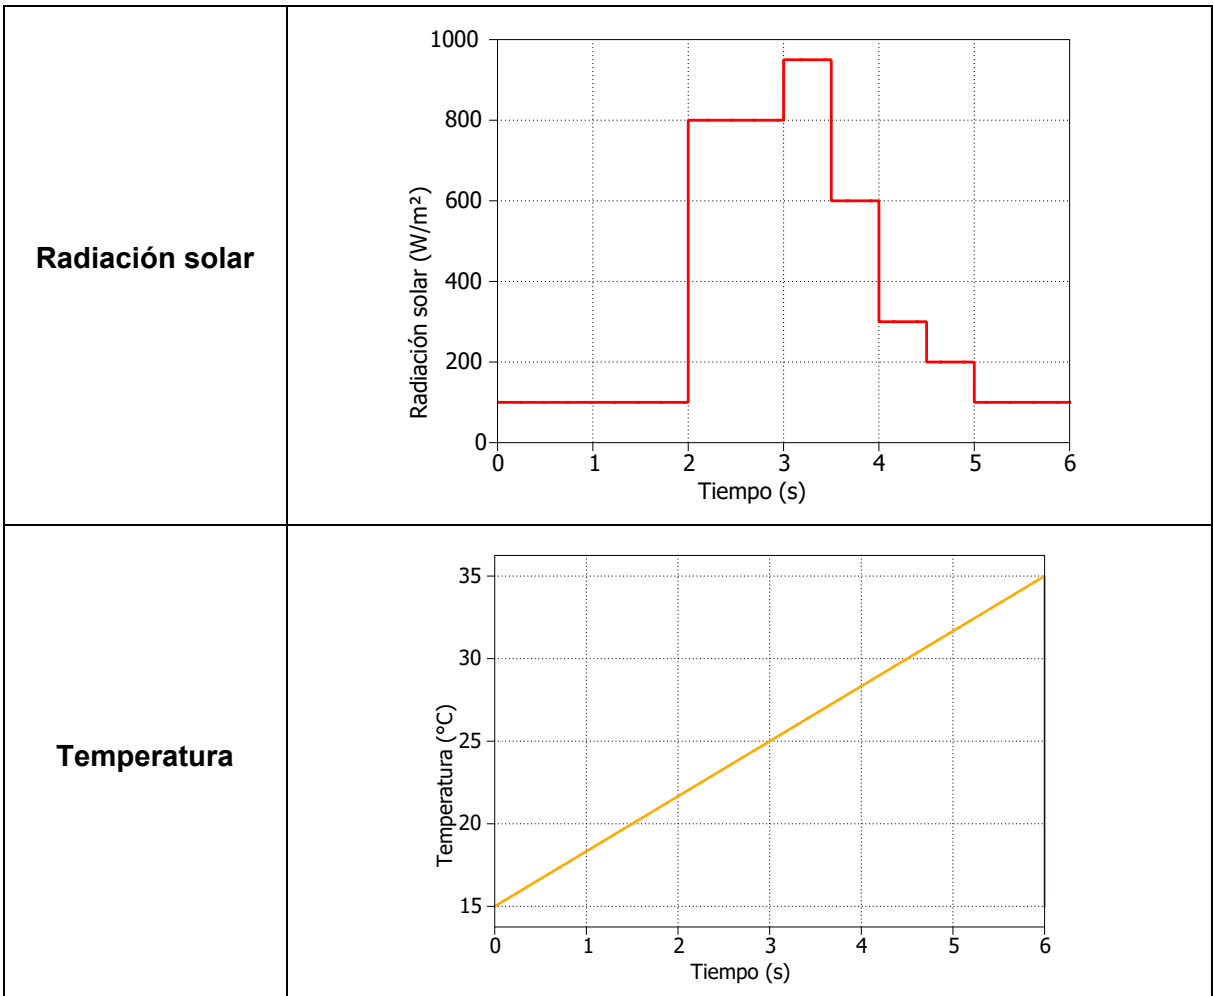 Radiación solar
1000
800
600
400
200
0
Radiación solar (W/m²)
0 1 2 3 4 5 6
Tiempo (s)
Temperatura
35
30
25
20
15
Temperatura (°C)
0 1 2 3 4 5 6
Tiempo (s)